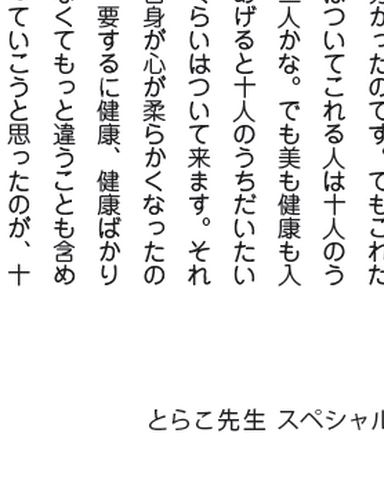 かったのです。でもこれた
はついてこれる人は十人のう
三人かな。でも美も健康も入
あげると十人のうちだいたい
くらいはついて来ます。それ
自身が心が柔らかくなったの
要するに健康、健康ばかり
なくてもっと違うことも含め
ていこうと思ったのが、十
とらこ先生 スペシャル